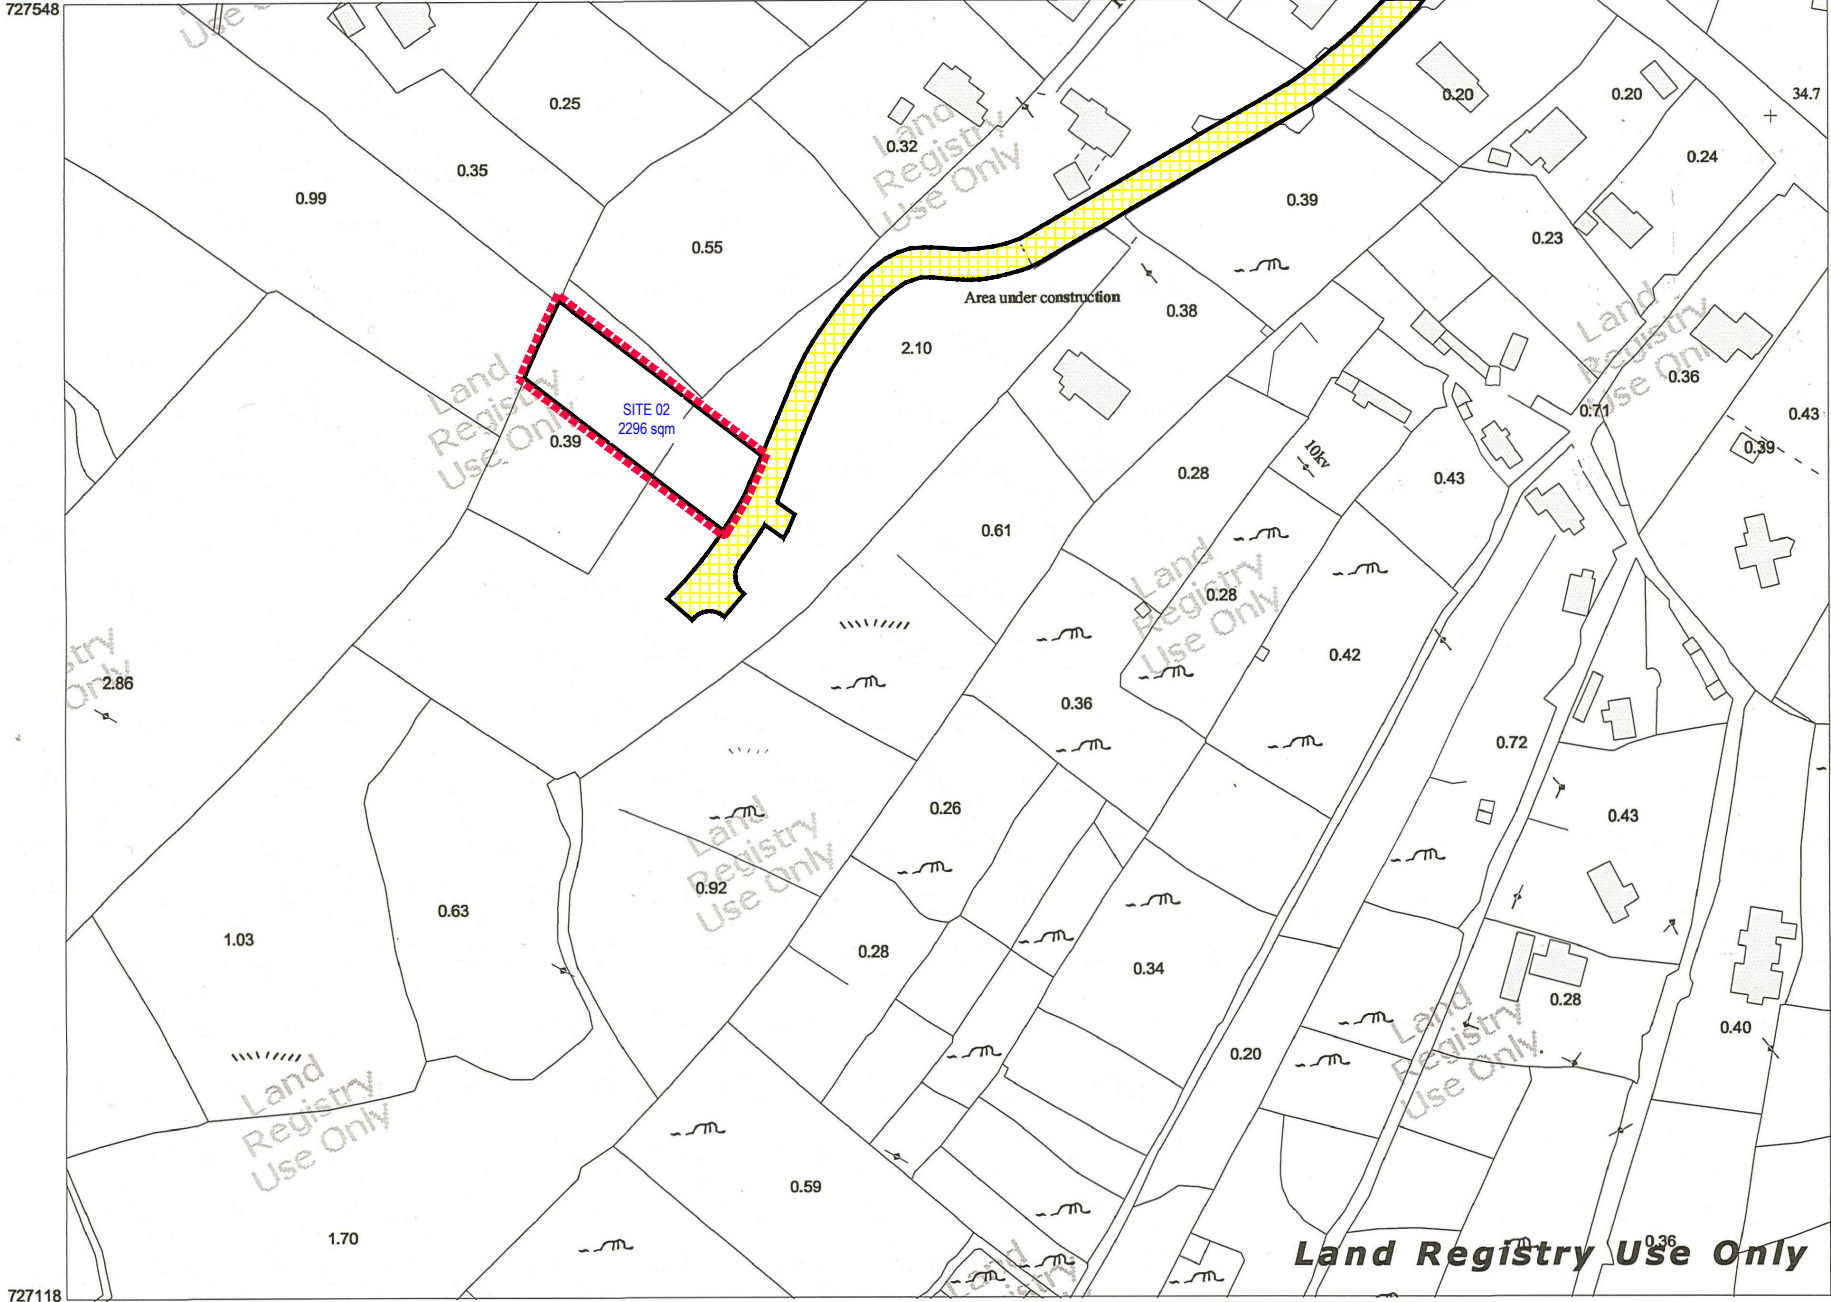 727548
Use Only
0.25
0.20
0.20
34.7
Land
Registry
Use Only
0.32
0.24
0.35
0.99
0.39
0.55
0.23
Area under construction
0.38
2.10
Land
Registry
Use Only
0.36
Land
Registry
Use Only
0.39
SITE 02
2296 sqm
0.71
0.43
0.39
10kv
0.28
0.43
0.61
Land
Registry
Use Only
0.28
0.42
stry
Only
2.86
0.36
0.72
0.26
0.43
Land
Registry
Use Only
0.92
0.63
1.03
0.28
0.34
Land
Registry
Use Only
0.28
0.40
0.20
Land
Registry
Use Only
0.59
1.70
0.36
Land Registry Use Only
Land
Registry
727118